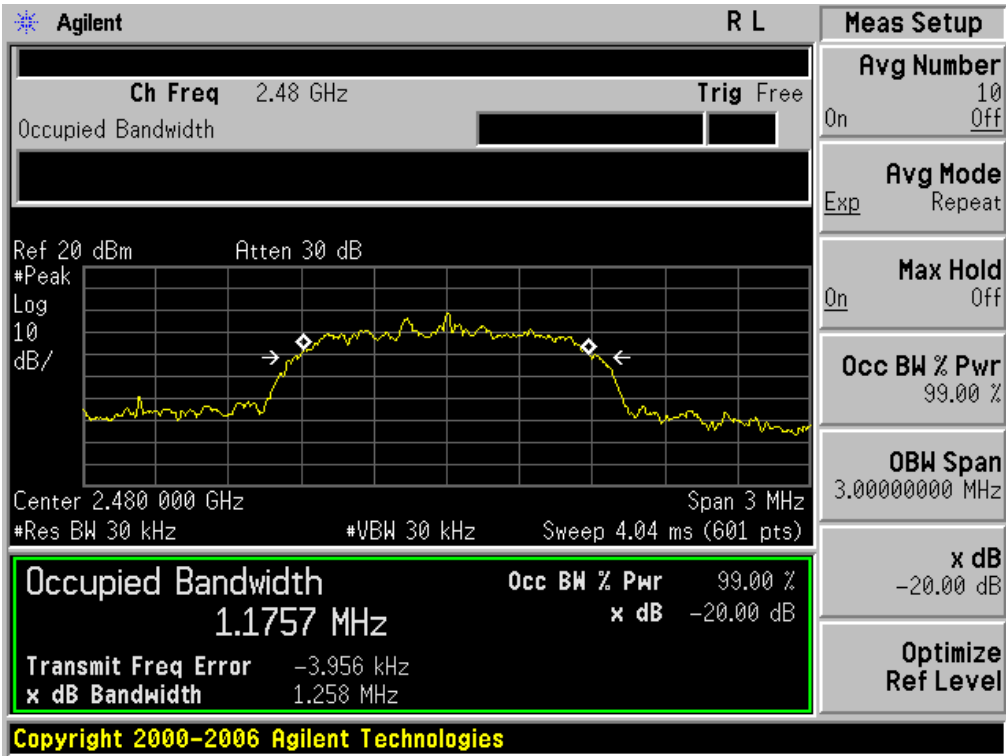 Agilent R L
Ch Freq 2.48 GHz Trig Free
Occupied Bandwidth
Ref 20 dBm Atten 30 dB
#Peak
Log
10
dB/
Center 2.480 000 GHz Span 3 MHz
#Res BW 30 kHz #VBW 30 kHz Sweep 4.04 ms (601 pts)
Occupied Bandwidth Occ BW % Pwr 99.00 %
1.1757 MHz x dB -20.00 dB
Transmit Freq Error -3.956 kHz
x dB Bandwidth 1.258 MHz
Copyright 2000-2006 Agilent Technologies
Meas Setup
Avg Number
10
On Off
Avg Mode
Exp Repeat
Max Hold
On Off
Occ BW % Pwr
99.00 %
OBW Span
3.00000000 MHz
x dB
-20.00 dB
Optimize
Ref Level